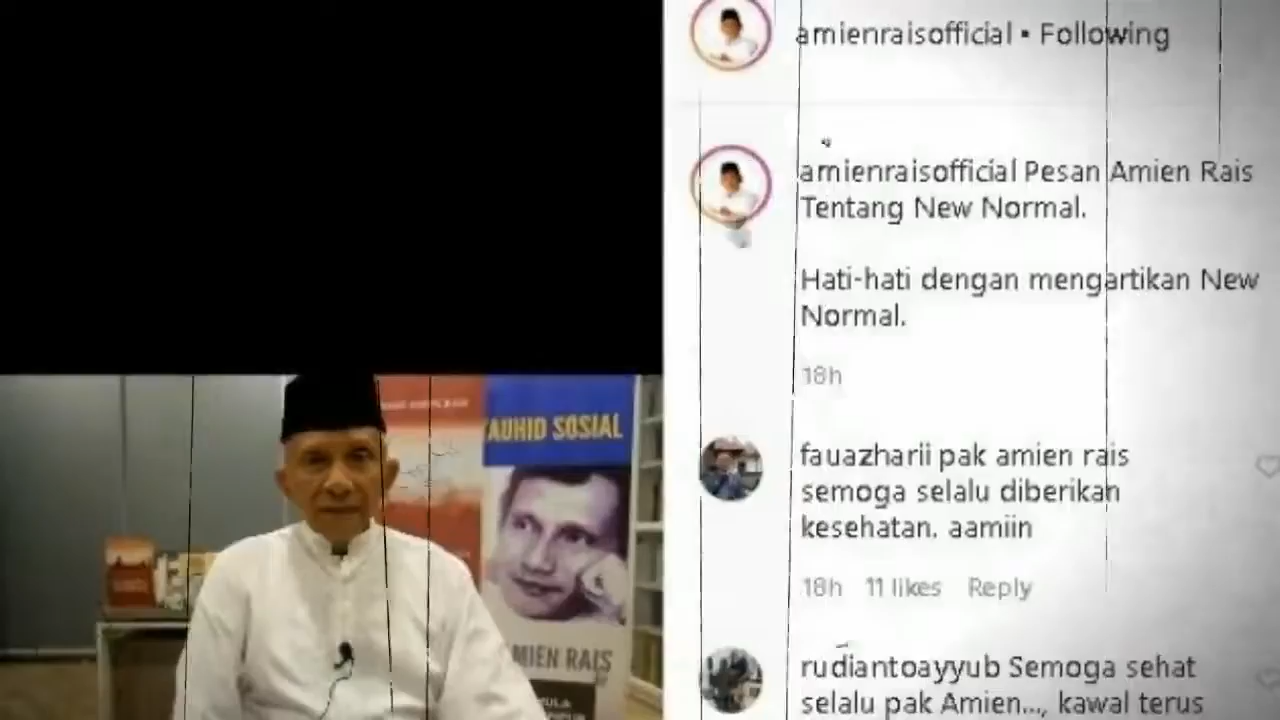 amienraisofficial • Following
amienraisofficial Pesan Amien Rais
Tentang New Normal.
Hati-hati dengan mengartikan New
Normal.
18h
fauazharii pak amien rais
semoga selalu diberikan
kesehatan. aamiin
18h 11 likes Reply
rudiantoayyub Semoga sehat
selalu pak Amien..., kawal terus
AUHID SOSIAL
MIEN RAIS